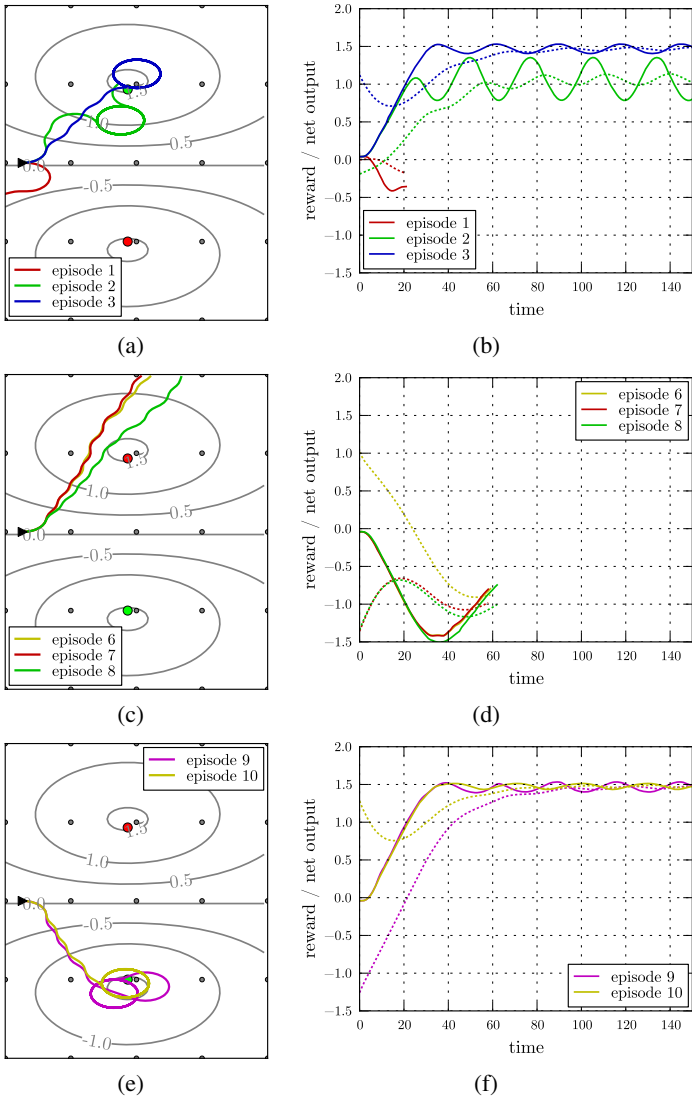 1.5
1.0
0.5
0.0
-0.5
episode 1
episode 2
episode 3
(a)
2.0
1.5
1.0
0.5
0.0
−0.5
−1.0
−1.5
reward / net output
episode 1
episode 2
episode 3
0 20 40 60 80 100 120 140
time
(b)
1.5
1.0
0.5
0.0
-0.5
-1.0
episode 6
episode 7
episode 8
(c)
2.0
1.5
1.0
0.5
0.0
−0.5
−1.0
−1.5
reward / net output
episode 6
episode 7
episode 8
0 20 40 60 80 100 120 140
time
(d)
episode 9
episode 10
1.5
1.0
0.5
0.0
-0.5
-1.0
(e)
2.0
1.5
1.0
0.5
0.0
−0.5
−1.0
−1.5
reward / net output
episode 9
episode 10
0 20 40 60 80 100 120 140
time
(f)